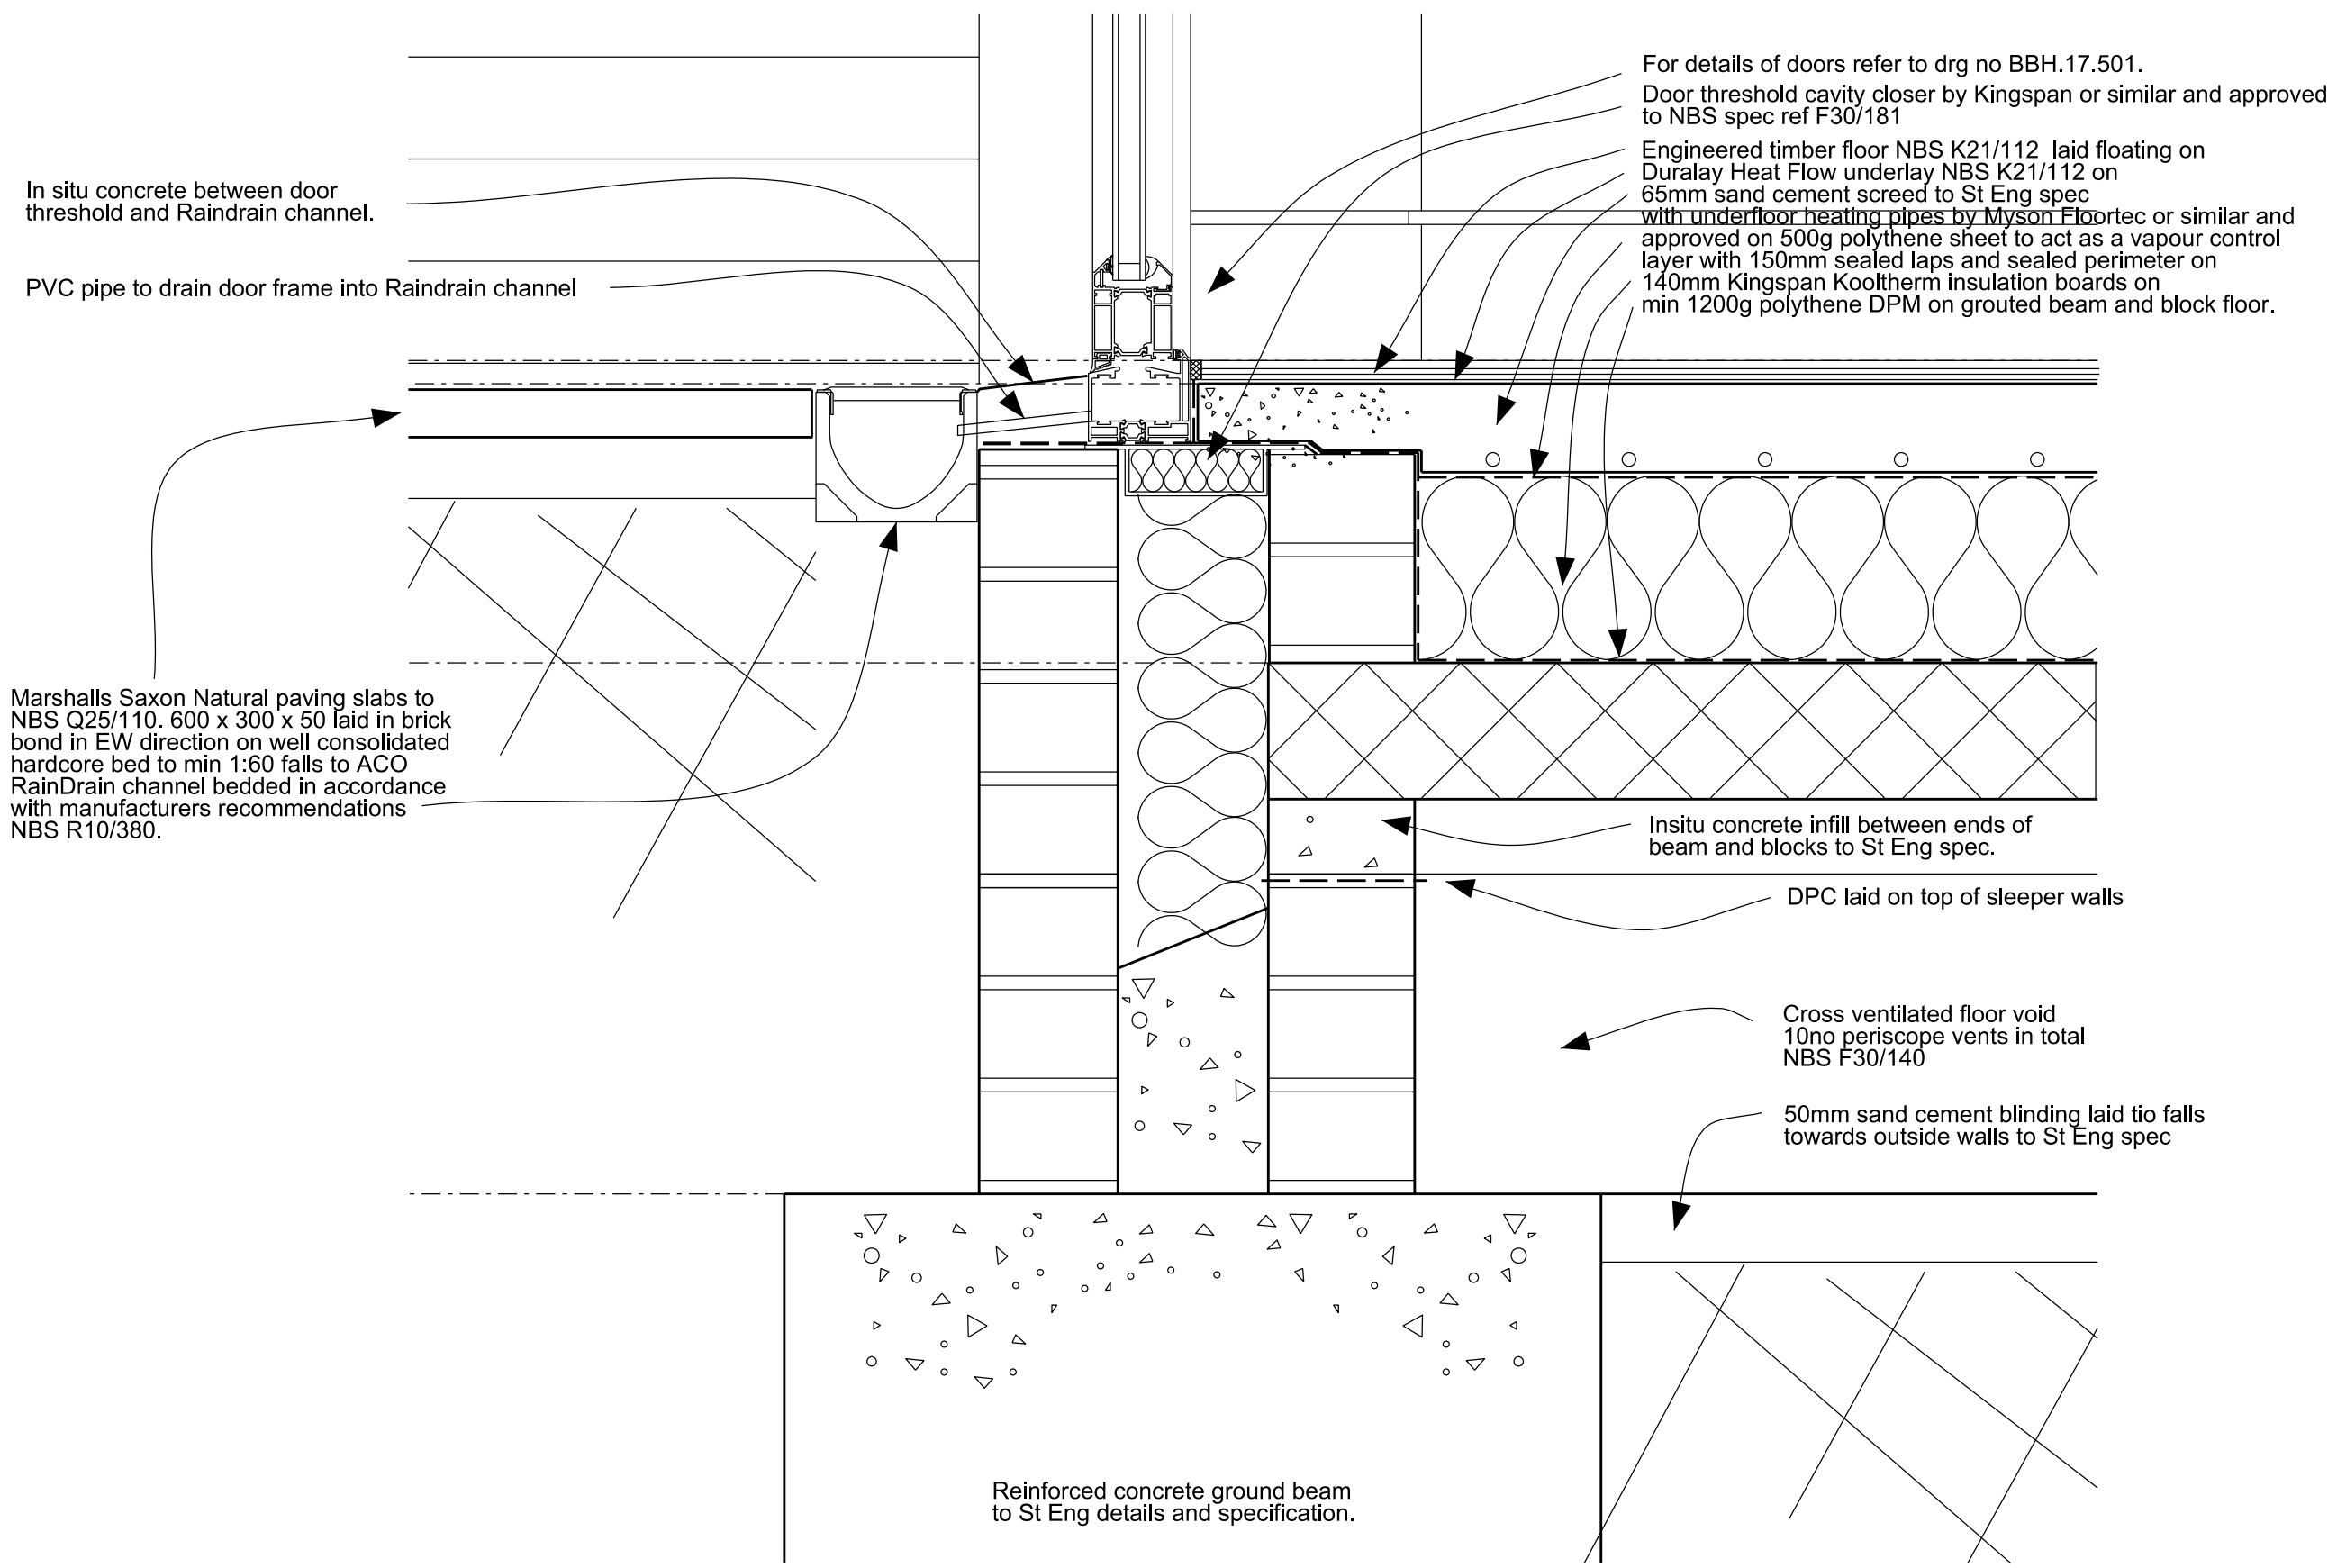 For details of doors refer to drg no BBH.17.501.
Door threshold cavity closer by Kingspan or similar and approved
to NBS spec ref F30/181
Engineered timber floor NBS K21/112 laid floating on
Duralay Heat Flow underlay NBS K21/112 on
65mm sand cement screed to St Eng spec
with underfloor heating pipes by Myson Floortec or similar and
approved on 500g polythene sheet to act as a vapour control
layer with 150mm sealed laps and sealed perimeter on
140mm Kingspan Kooltherm insulation boards on
min 1200g polythene DPM on grouted beam and block floor.
In situ concrete between door
threshold and Raindrain channel.
PVC pipe to drain door frame into Raindrain channel
Marshalls Saxon Natural paving slabs to
NBS Q25/110. 600 x 300 x 50 laid in brick
bond in EW direction on well consolidated
hardcore bed to min 1:60 falls to ACO
RainDrain channel bedded in accordance
with manufacturers recommendations
NBS R10/380.
Insitu concrete infill between ends of
beam and blocks to St Eng spec.
DPC laid on top of sleeper walls
Cross ventilated floor void
10no periscope vents in total
NBS F30/140
50mm sand cement blinding laid tio falls
towards outside walls to St Eng spec
Reinforced concrete ground beam
to St Eng details and specification.